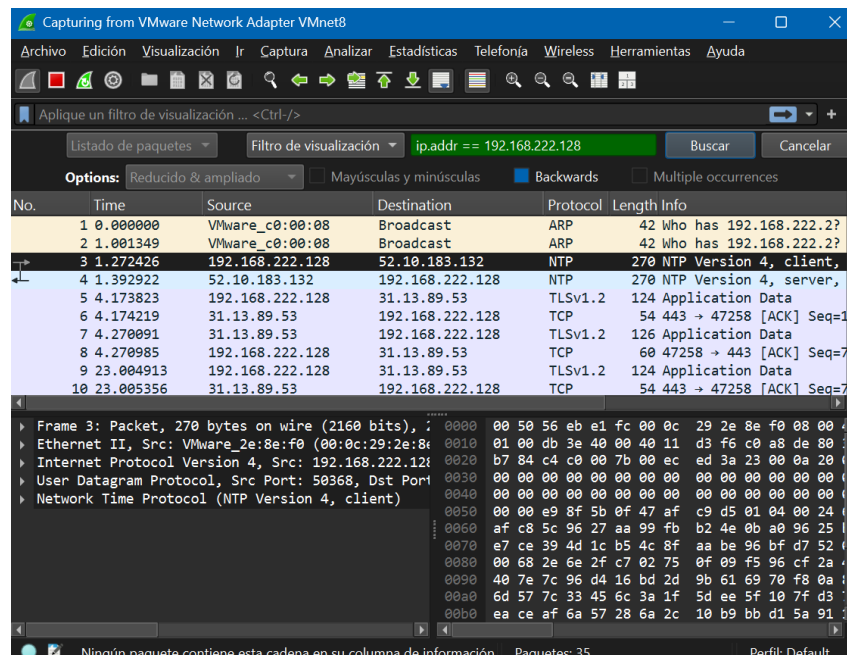 Capturing from VMware Network Adapter VMnet8
Archivo Edición Visualización Ir Captura Analizar Estadísticas Telefonía Wireless Herramientas Ayuda
Aplique un filtro de visualización ... <Ctrl-/>
Listado de paquetes Filtro de visualización ip.addr == 192.168.222.128 Buscar Cancelar
Options: Reducido & ampliado Mayúsculas y minúsculas Backwards Multiple occurrences
No. Time Source Destination Protocol Length Info
1 0.000000 VMware_c0:00:08 Broadcast ARP 42 Who has 192.168.222.2?
2 1.001349 VMware_c0:00:08 Broadcast ARP 42 Who has 192.168.222.2?
3 1.272426 192.168.222.128 52.10.183.132 NTP 270 NTP Version 4, client,
4 1.392922 52.10.183.132 192.168.222.128 NTP 270 NTP Version 4, server,
5 4.173823 192.168.222.128 31.13.89.53 TLSv1.2 124 Application Data
6 4.174219 31.13.89.53 192.168.222.128 TCP 54 443 → 47258 [ACK] Seq=1
7 4.270091 31.13.89.53 192.168.222.128 TLSv1.2 126 Application Data
8 4.270985 192.168.222.128 31.13.89.53 TCP 60 47258 → 443 [ACK] Seq=7
9 23.004913 192.168.222.128 31.13.89.53 TLSv1.2 124 Application Data
10 23.005356 31.13.89.53 192.168.222.128 TCP 54 443 → 47258 [ACK] Seq=7
Frame 3: Packet, 270 bytes on wire (2160 bits), 2
Ethernet II, Src: VMware_2e:8e:f0 (00:0c:29:2e:8e
Internet Protocol Version 4, Src: 192.168.222.128
User Datagram Protocol, Src Port: 50368, Dst Port
Network Time Protocol (NTP Version 4, client)
0000 00 50 56 eb e1 fc 00 0c 29 2e 8e f0 08 00
0010 01 00 db 3e 40 00 40 11 d3 f6 c0 a8 de 80
0020 b7 84 c4 c0 00 7b 00 ec ed 3a 23 00 0a 20
0030 00 00 00 00 00 00 00 00 00 00 00 00 00 00
0040 00 00 00 00 00 00 00 00 00 00 00 00 00 00
0050 00 00 e9 8f 5b 0f 47 af c9 d5 01 04 00 24
0060 af c8 5c 96 27 aa 99 fb b2 4e 0b a0 96 25
0070 e7 ce 39 4d 1c b5 4c 8f aa be 96 bf d7 52
0080 00 68 2e 6e 2f c7 02 75 0f 09 f5 96 cf 2a
0090 40 7e 7c 96 d4 16 bd 2d 9b 61 69 70 f8 0a
00a0 6d 57 7c 33 45 6c 3a 1f 5d ee 5f 10 7f d3
00b0 ea ce af 6a 57 28 6a 2c 10 b9 bb d1 5a 91
Ningún paquete contiene esta cadena en su columna de información Paquetes: 35 Perfil: Default